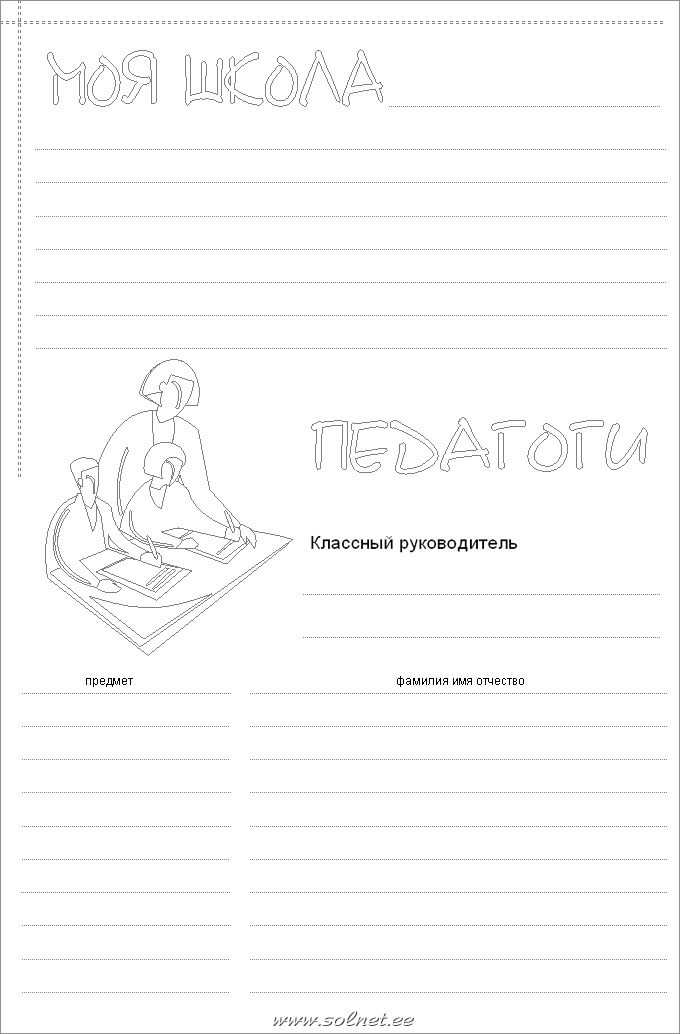 МОЯ ШКОЛА
ПЕДАГОГИ
Классный руководитель
предмет фамилия имя отчество
www.solnet.ee